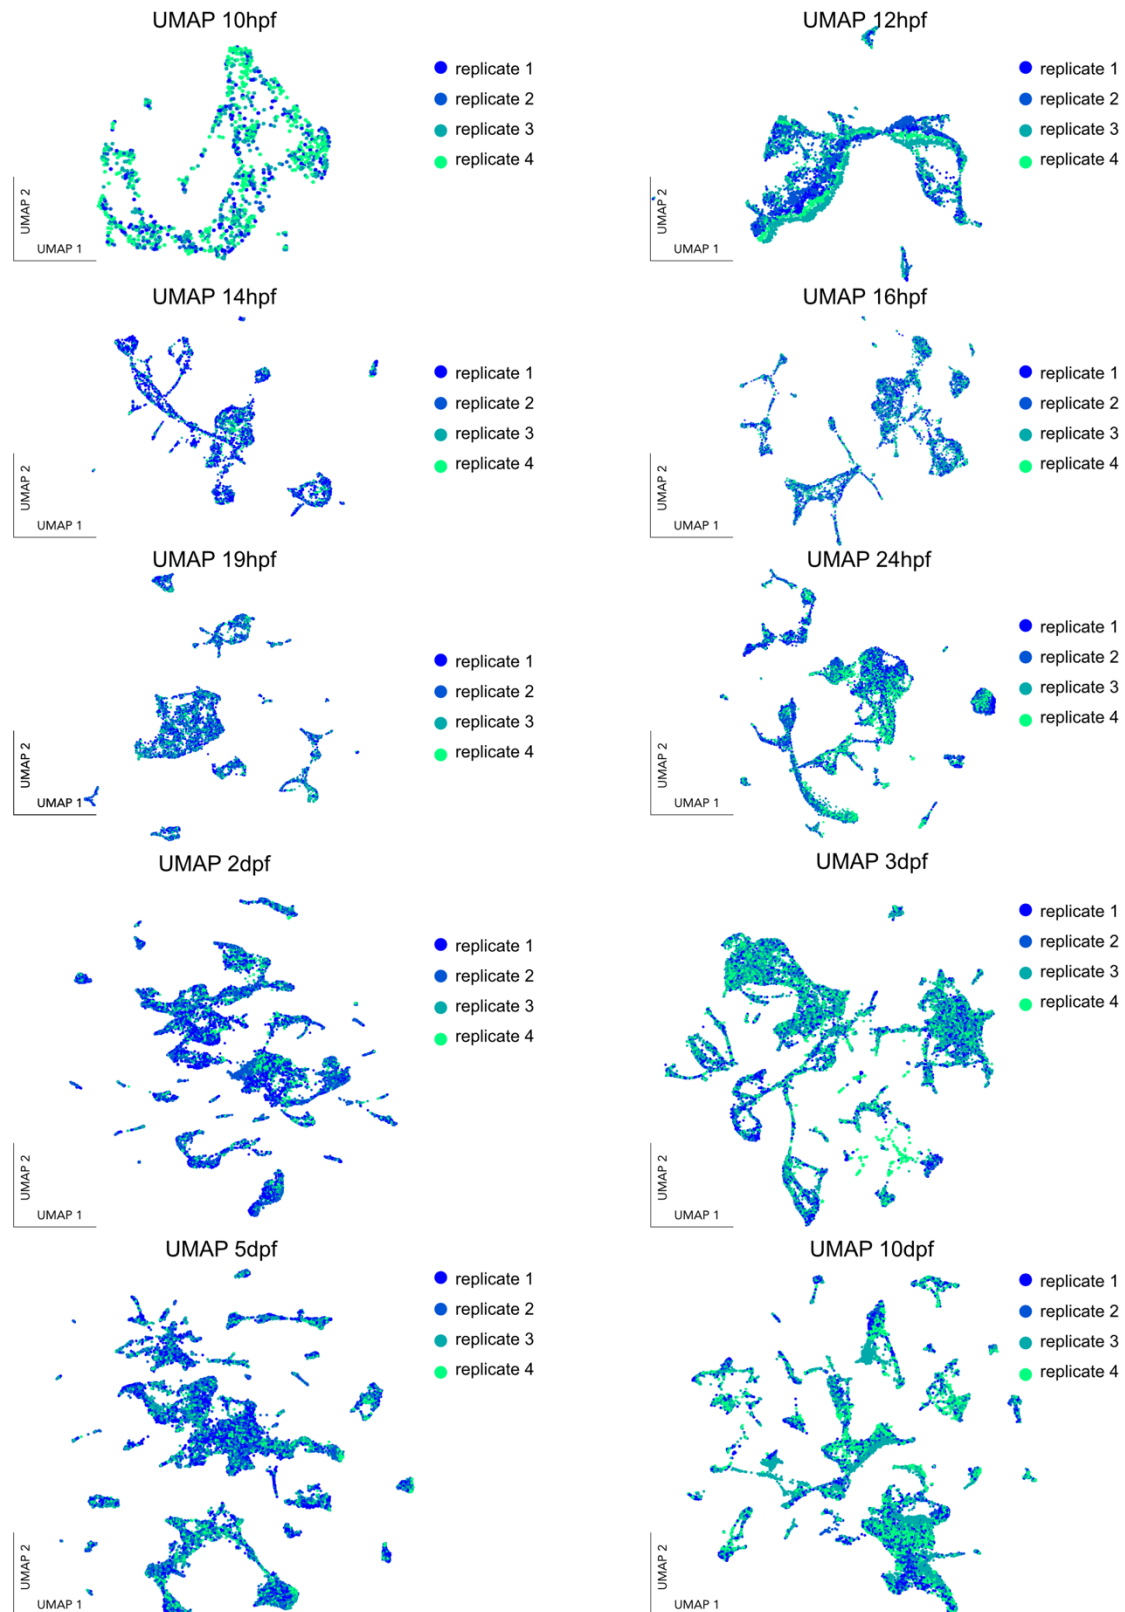 UMAP 10hpf
replicate 1
replicate 2
replicate 3
replicate 4
UMAP 2
UMAP 1
UMAP 12hpf
replicate 1
replicate 2
replicate 3
replicate 4
UMAP 2
UMAP 1
UMAP 14hpf
replicate 1
replicate 2
replicate 3
replicate 4
UMAP 2
UMAP 1
UMAP 16hpf
replicate 1
replicate 2
replicate 3
replicate 4
UMAP 2
UMAP 1
UMAP 19hpf
replicate 1
replicate 2
replicate 3
replicate 4
UMAP 2
UMAP 1
UMAP 24hpf
replicate 1
replicate 2
replicate 3
replicate 4
UMAP 2
UMAP 1
UMAP 2dpf
replicate 1
replicate 2
replicate 3
replicate 4
UMAP 2
UMAP 1
UMAP 3dpf
replicate 1
replicate 2
replicate 3
replicate 4
UMAP 2
UMAP 1
UMAP 5dpf
replicate 1
replicate 2
replicate 3
replicate 4
UMAP 2
UMAP 1
UMAP 10dpf
replicate 1
replicate 2
replicate 3
replicate 4
UMAP 2
UMAP 1